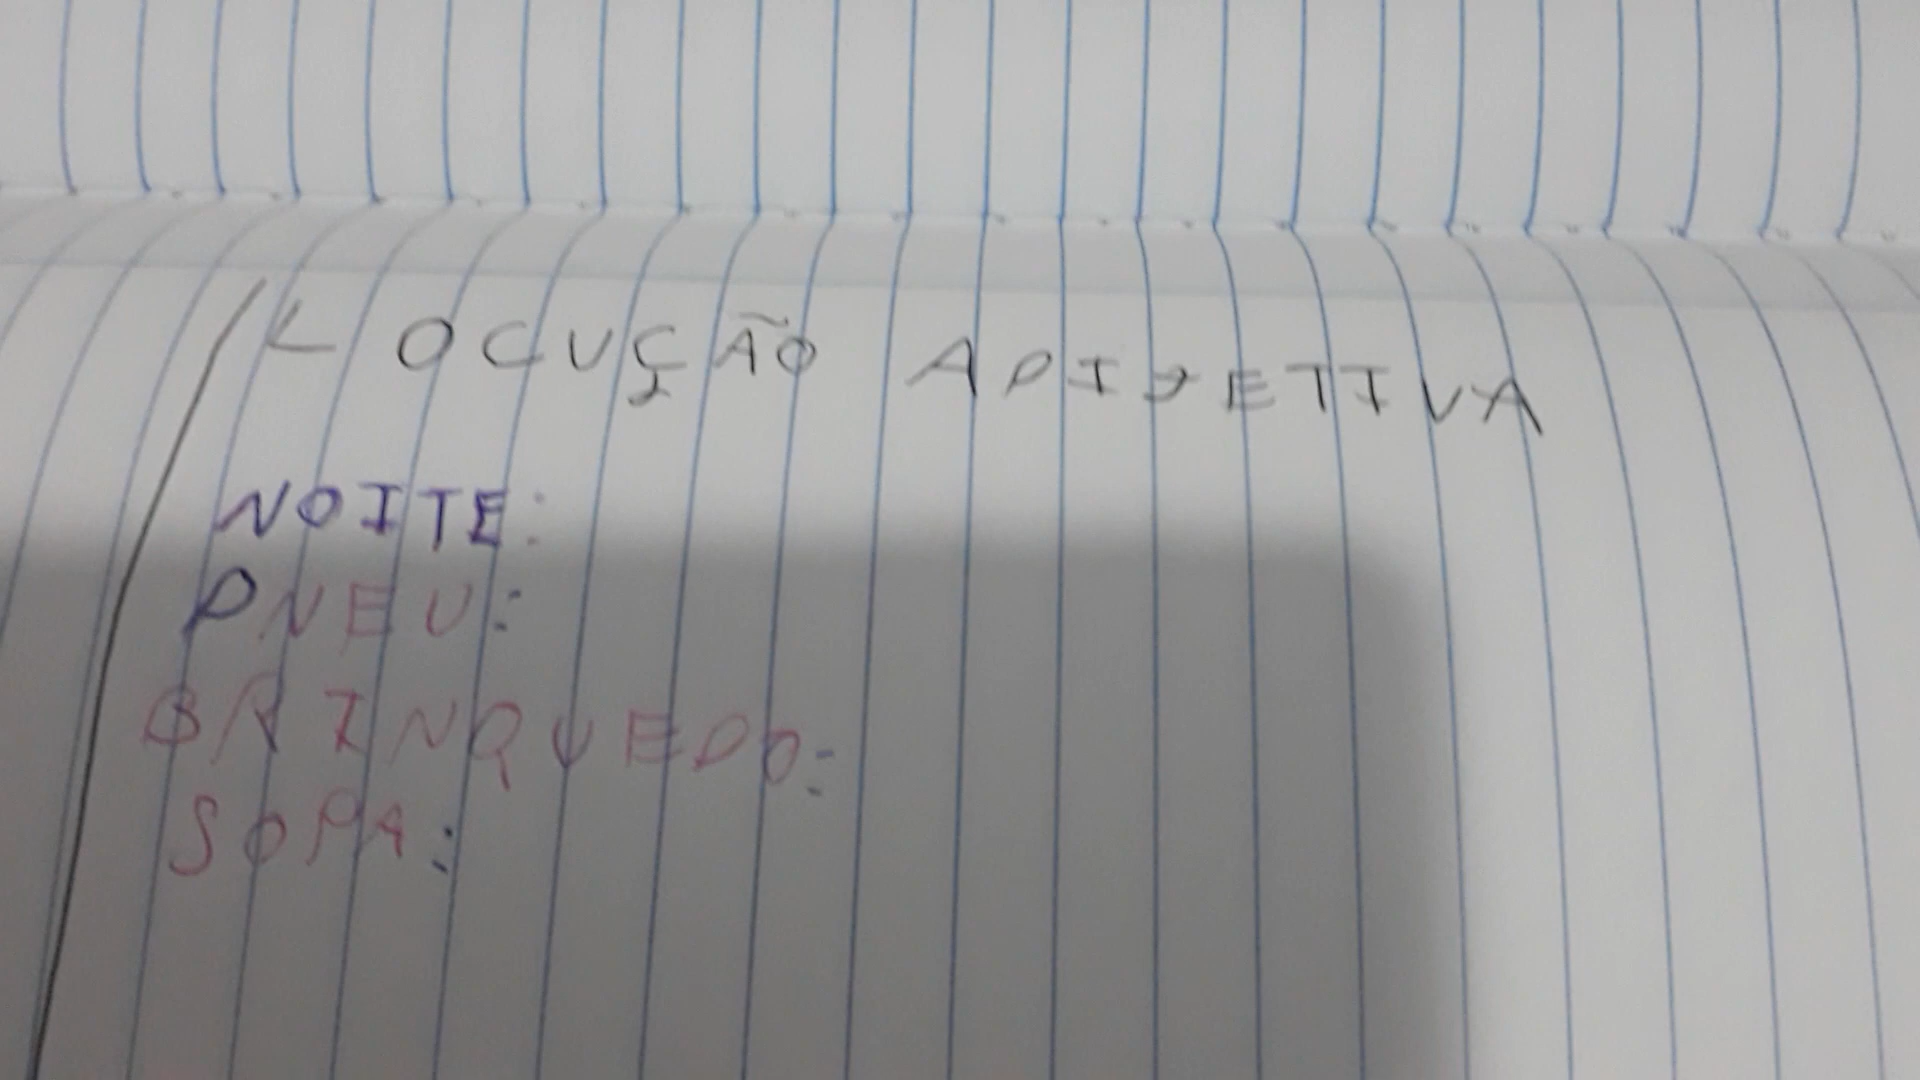 LOCUÇÃO ADIJETIVA
NOITE:
PNEU:
BRINQUEDO:
SOPA: